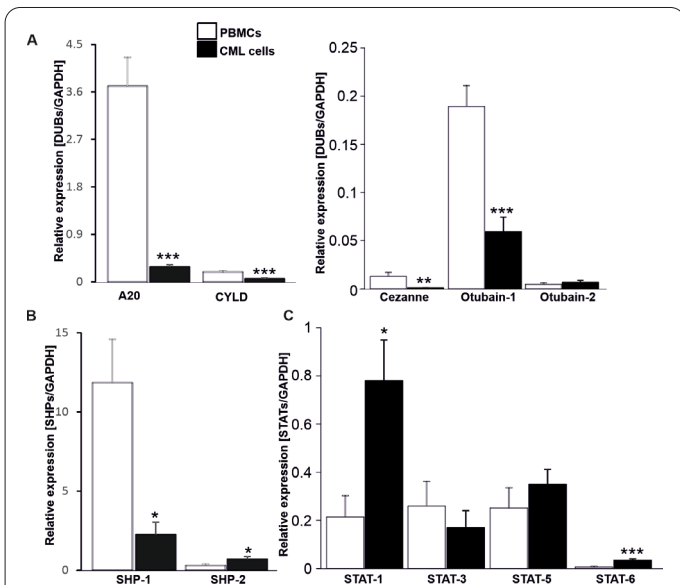 A
PBMCs
CML cells
Relative expression [DUBs/GAPDH]
4.5
3.6
2.7
1.8
0.9
0
***
***
A20 CYLD
Relative expression [DUBs/GAPDH]
0.25
0.2
0.15
0.1
0.05
0
**
***
Cezanne Otubain-1 Otubain-2
B
Relative expression [SHPs/GAPDH]
15
10
5
0
*
*
SHP-1 SHP-2
C
Relative expression [STATs/GAPDH]
1
0.8
0.6
0.4
0.2
0
*
***
STAT-1 STAT-3 STAT-5 STAT-6